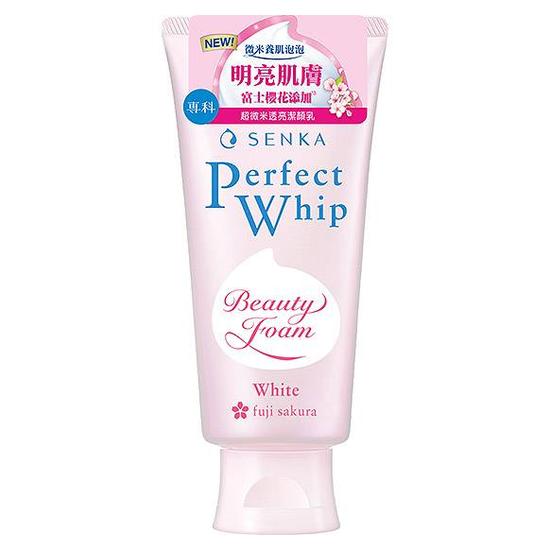 NEW!
微米養肌泡泡
明亮肌膚
富士櫻花添加
超微米透亮潔顏乳
專科
SENKA
Perfect
Whip
Beauty
Foam
White
fuji sakura